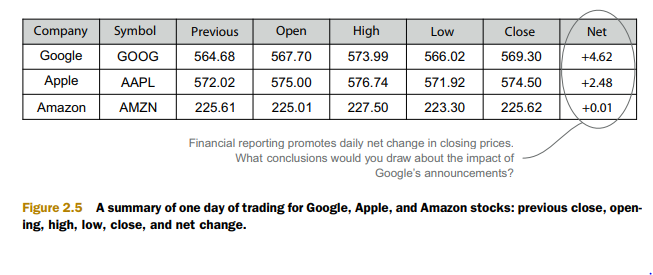 Company Symbol Previous Open High Low Close Net
Google GOOG 564.68 567.70 573.99 566.02 569.30 +4.62
Apple AAPL 572.02 575.00 576.74 571.92 574.50 +2.48
Amazon AMZN 225.61 225.01 227.50 223.30 225.62 +0.01
Financial reporting promotes daily net change in closing prices.
What conclusions would you draw about the impact of
Google’s announcements?
Figure 2.5 A summary of one day of trading for Google, Apple, and Amazon stocks: previous close, open-
ing, high, low, close, and net change.